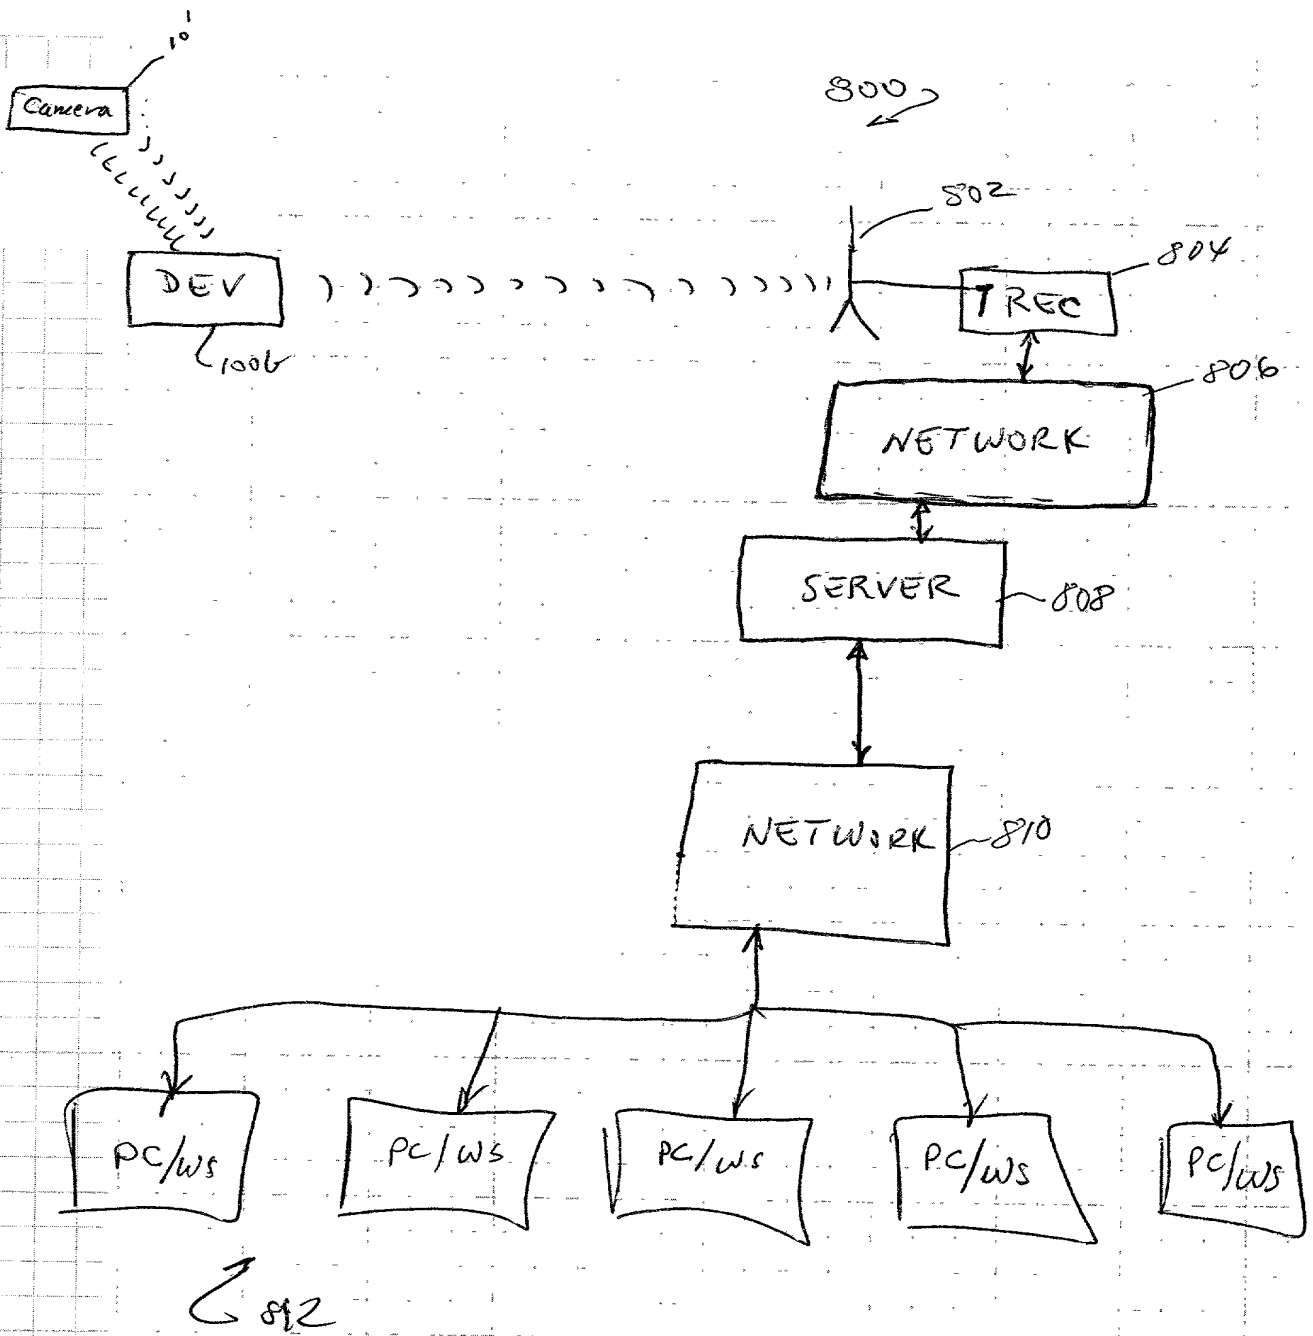 10'
Camera
800
802
DEV
804
REC
100b
806
NETWORK
SERVER
808
NETWORK
810
PC/WS
PC/WS
PC/WS
PC/WS
PC/WS
812